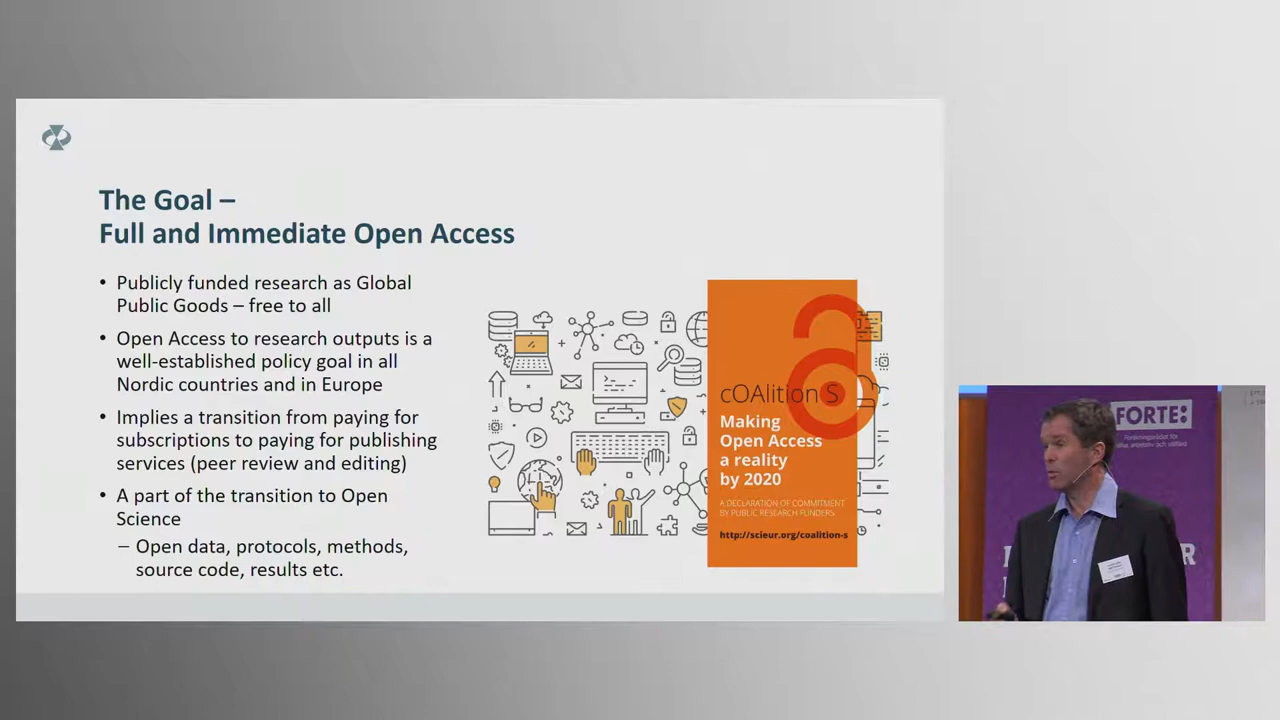 The Goal –
Full and Immediate Open Access
• Publicly funded research as Global
Public Goods – free to all
• Open Access to research outputs is a
well-established policy goal in all
Nordic countries and in Europe
• Implies a transition from paying for
subscriptions to paying for publishing
services (peer review and editing)
• A part of the transition to Open
Science
– Open data, protocols, methods,
source code, results etc.
cOAlition S
Making
Open Access
a reality
by 2020
A DECLARATION OF COMMITMENT
BY PUBLIC RESEARCH FUNDERS
http://scieur.org/coalition-s
FORTE: